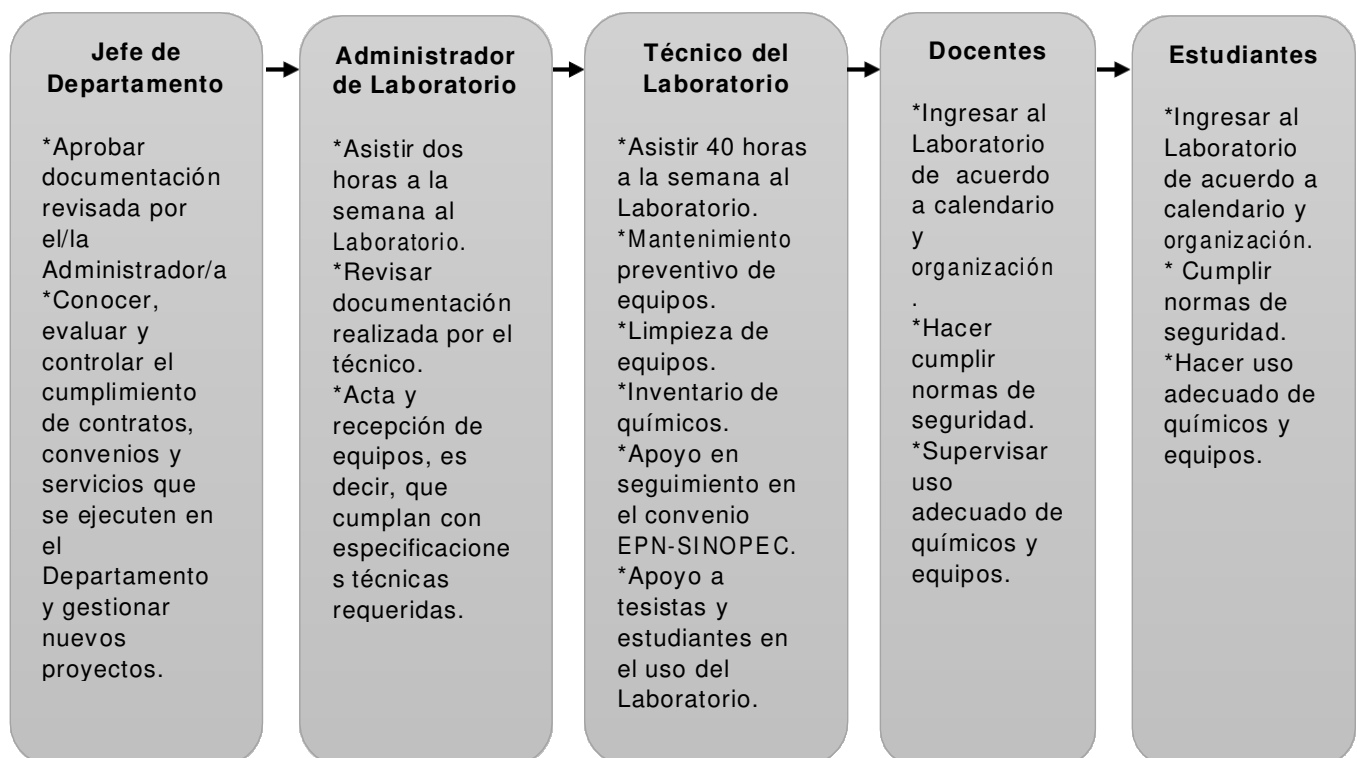 Jefe de
Departamento
*Aprobar
documentación
revisada por
el/la
Administrador/a
*Conocer,
evaluar y
controlar el
cumplimiento
de contratos,
convenios y
servicios que
se ejecuten en
el
Departamento
y gestionar
nuevos
proyectos.
Administrador
de Laboratorio
*Asistir dos
horas a la
semana al
Laboratorio.
*Revisar
documentación
realizada por el
técnico.
*Acta y
recepción de
equipos, es
decir, que
cumplan con
especificacione
s técnicas
requeridas.
Técnico del
Laboratorio
*Asistir 40 horas
a la semana al
Laboratorio.
*Mantenimiento
preventivo de
equipos.
*Limpieza de
equipos.
*Inventario de
químicos.
*Apoyo en
seguimiento en
el convenio
EPN-SINOPEC.
*Apoyo a
tesistas y
estudiantes en
el uso del
Laboratorio.
Docentes
*Ingresar al
Laboratorio
de acuerdo
a calendario
y
organización
.
*Hacer
cumplir
normas de
seguridad.
*Supervisar
uso
adecuado de
químicos y
equipos.
Estudiantes
*Ingresar al
Laboratorio
de acuerdo a
calendario y
organización.
* Cumplir
normas de
seguridad.
*Hacer uso
adecuado de
químicos y
equipos.